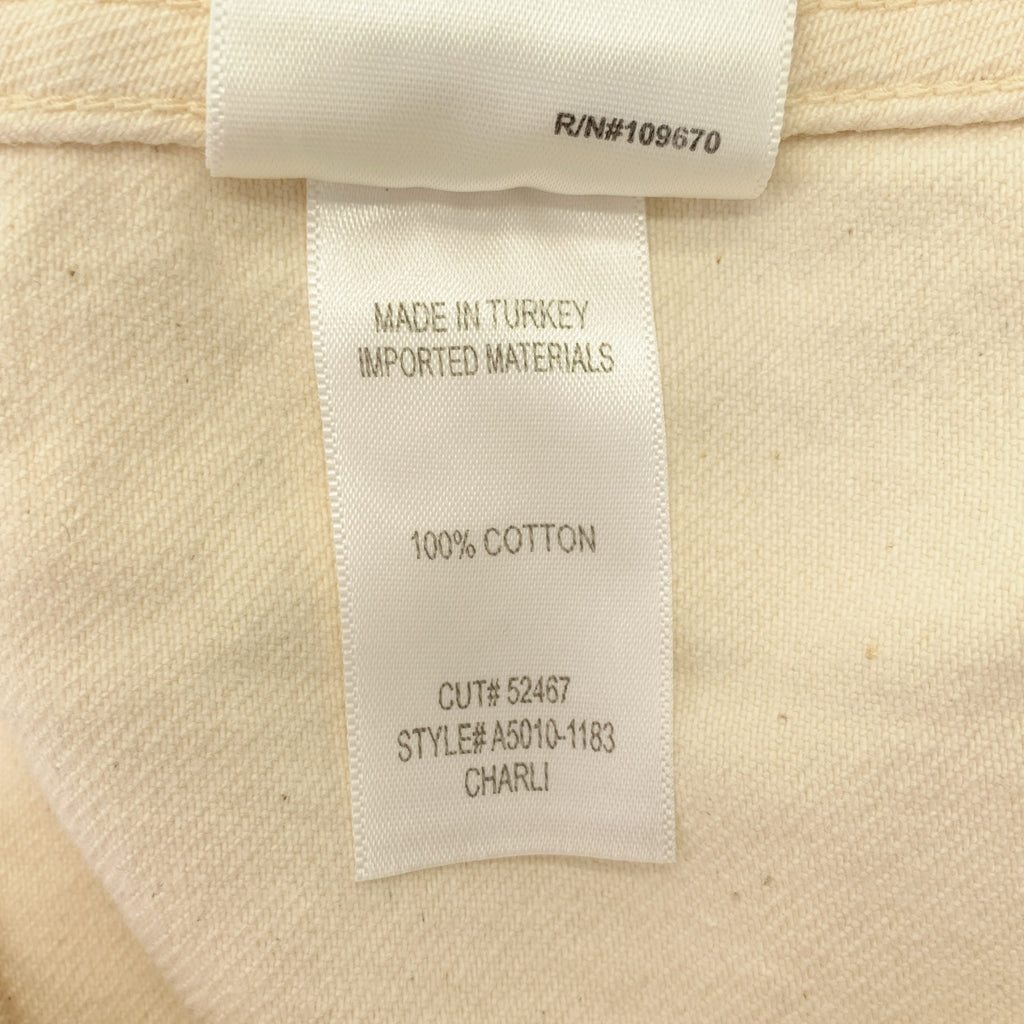 R/N#109670
MADE IN TURKEY
IMPORTED MATERIALS
100% COTTON
CUT# 52467
STYLE# A5010-1183
CHARLI